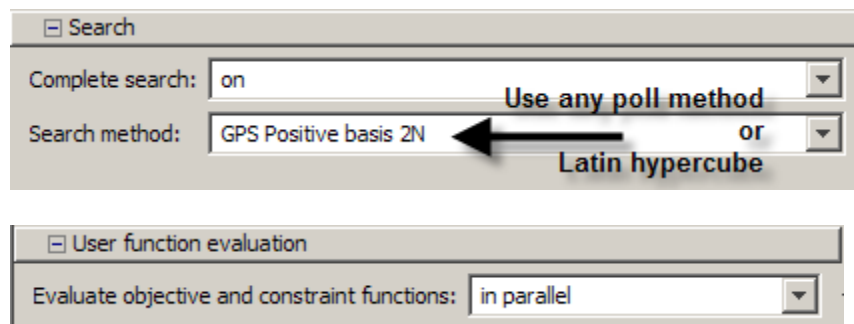 Search
Complete search: on
Use any poll method
Search method: GPS Positive basis 2N or
Latin hypercube
User function evaluation
Evaluate objective and constraint functions: in parallel